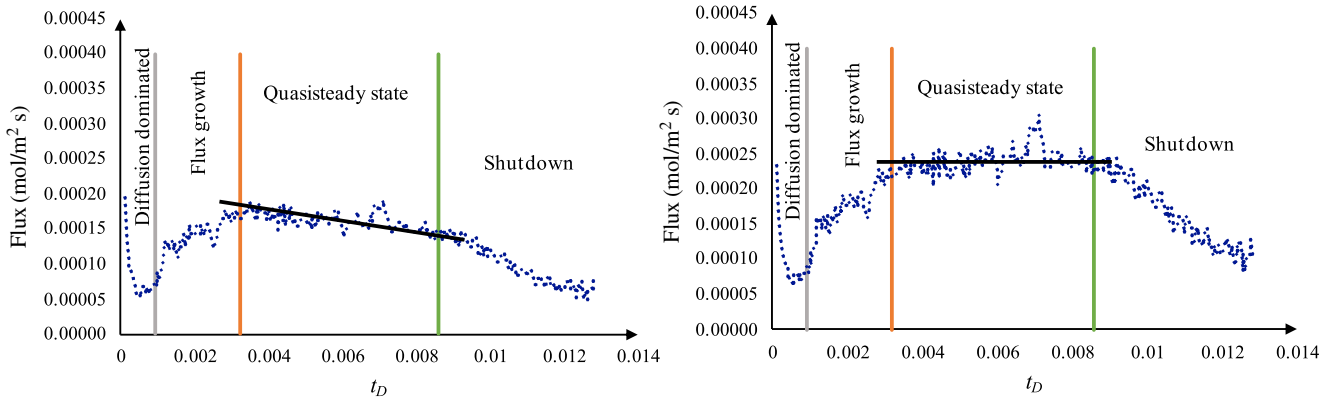 0.00045
0.00040
0.00035
0.00030
0.00025
0.00020
0.00015
0.00010
0.00005
0.00000
Flux (mol/m² s)
Diffusion dominated
Flux growth
Quasisteady state
Shutdown
0 0.002 0.004 0.006 0.008 0.01 0.012 0.014
t_D
0.00045
0.00040
0.00035
0.00030
0.00025
0.00020
0.00015
0.00010
0.00005
0.00000
Flux (mol/m² s)
Diffusion dominated
Flux growth
Quasisteady state
Shutdown
0 0.002 0.004 0.006 0.008 0.01 0.012 0.014
t_D